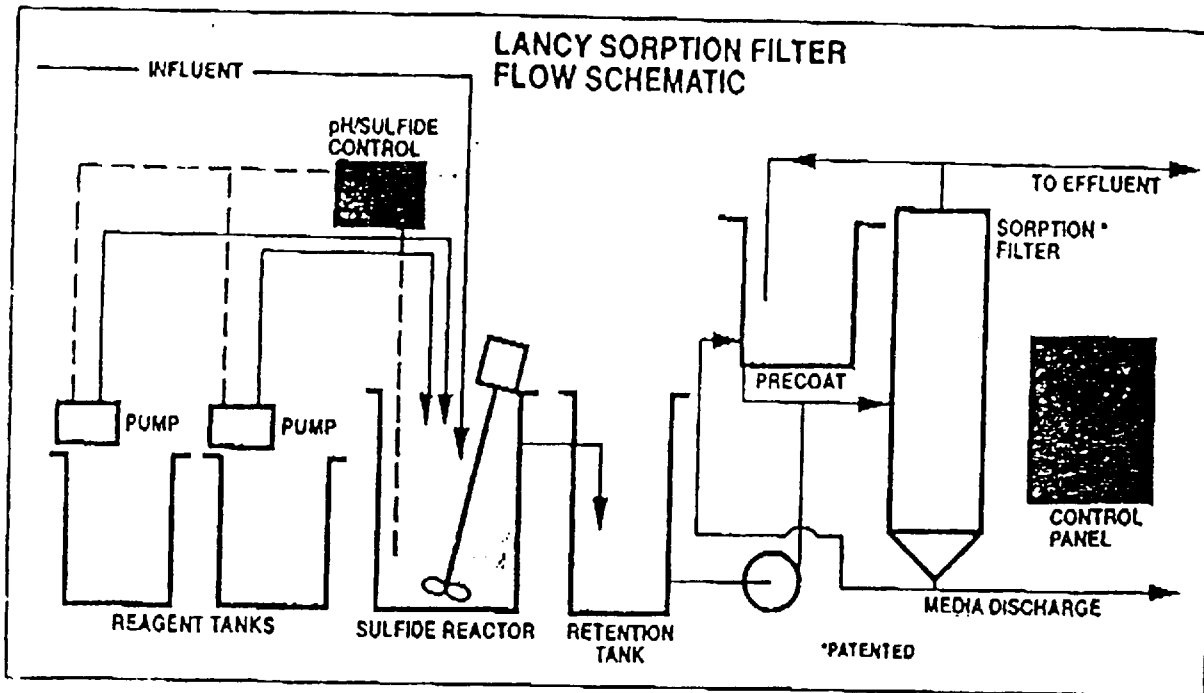 LANCY SORPTION FILTER
FLOW SCHEMATIC
INFLUENT
pH/SULFIDE
CONTROL
TO EFFLUENT
SORPTION*
FILTER
PRECOAT
PUMP
PUMP
CONTROL
PANEL
MEDIA DISCHARGE
REAGENT TANKS
SULFIDE REACTOR
RETENTION
TANK
*PATENTED